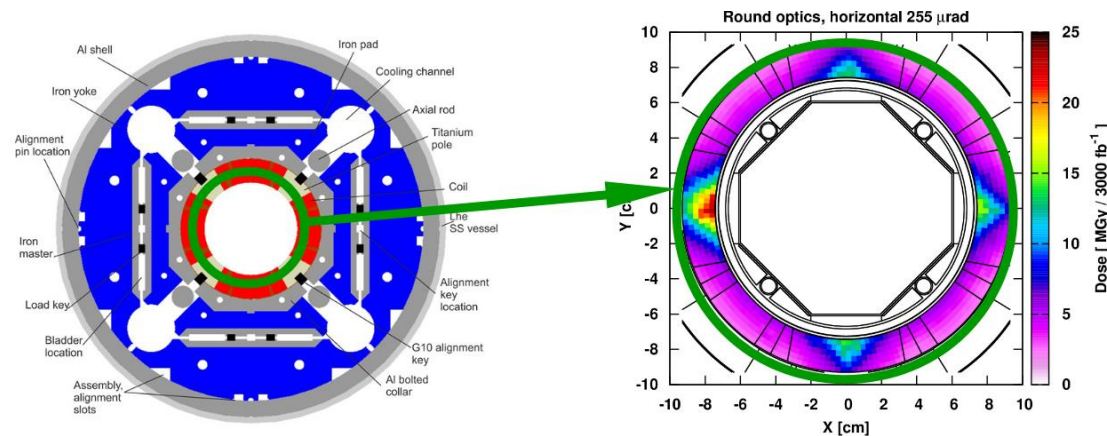 Al shell
Iron yoke
Alignment
pin location
Iron
master
Load key
Bladder,
location
Assembly,
alignment
slots
Iron pad
Cooling channel
Axial rod
Titanium
pole
Coil
Lhe
SS vessel
Alignment
key
location
G10 alignment
key
Al bolted
collar
Round optics, horizontal 255 μrad
10
8
6
4
2
0
-2
-4
-6
-8
-10
Y [c
-10 -8 -6 -4 -2 0 2 4 6 8 10
X [cm]
25
20
15
10
5
0
Dose [ MGv / 3000 fb⁻¹ ]